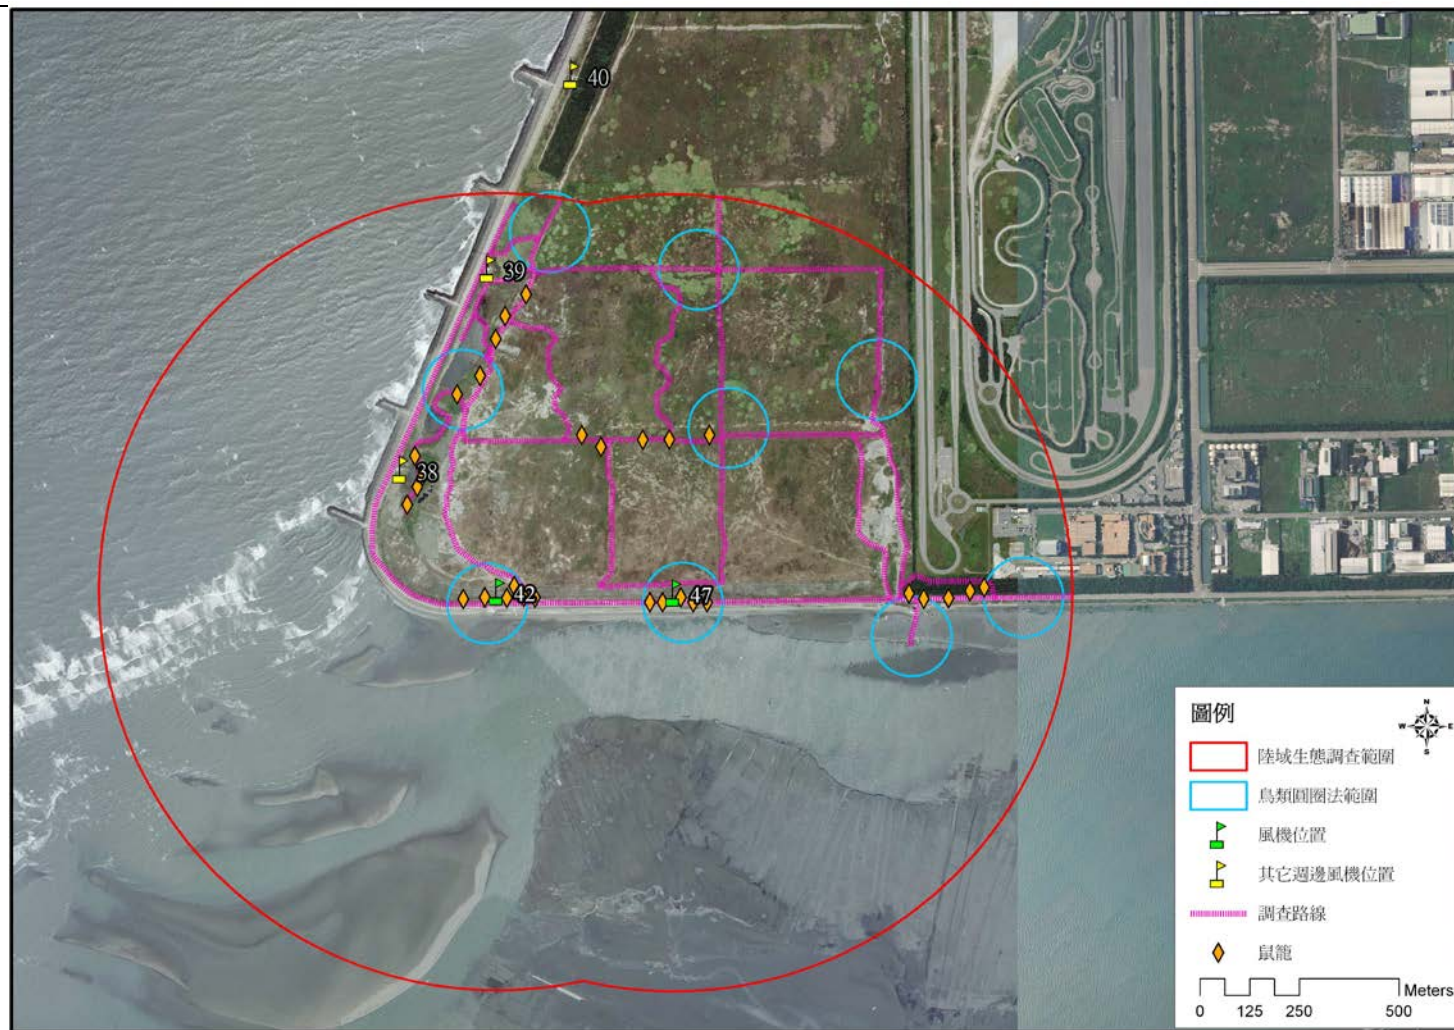 40
39
38
42
47
圖例
N
W E
S
陸域生態調查範圍
鳥類圓圈法範圍
風機位置
其它週邊風機位置
調查路線
鼠籠
Meters
0 125 250 500